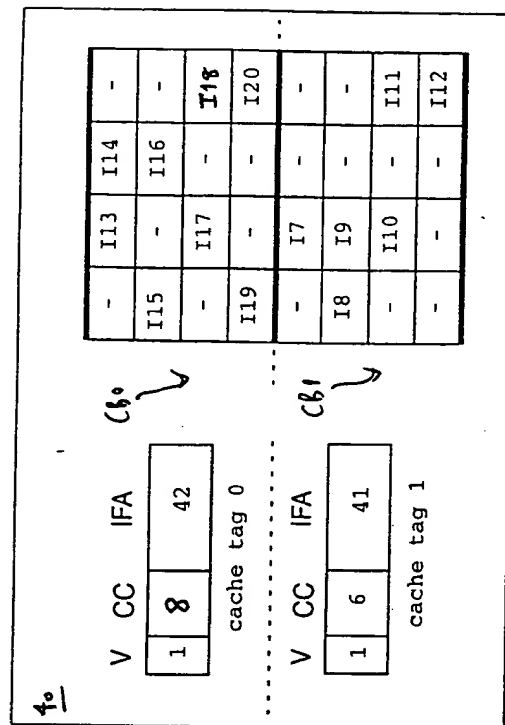 4.
V CC IFA
1 8 42
cache tag 0
CB0
- I13 I14 -
I15 - I16 -
- I17 - I18
I19 - - I20
V CC IFA
1 6 41
cache tag 1
CB1
- I7 - -
I8 I9 - -
- I10 - I11
- - - I12